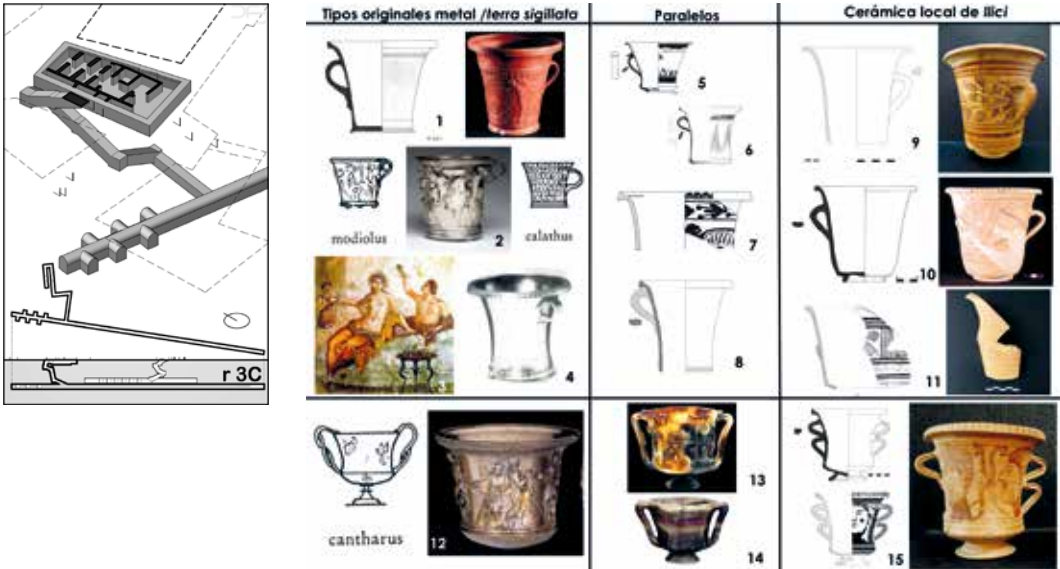 r 3C
Tipos originales metal /terra sigillata
Paralelos
Cerámica local de Ilici
1
2
modiolus
calathus
3
4
5
6
7
8
9
10
11
cantharus
12
13
14
15